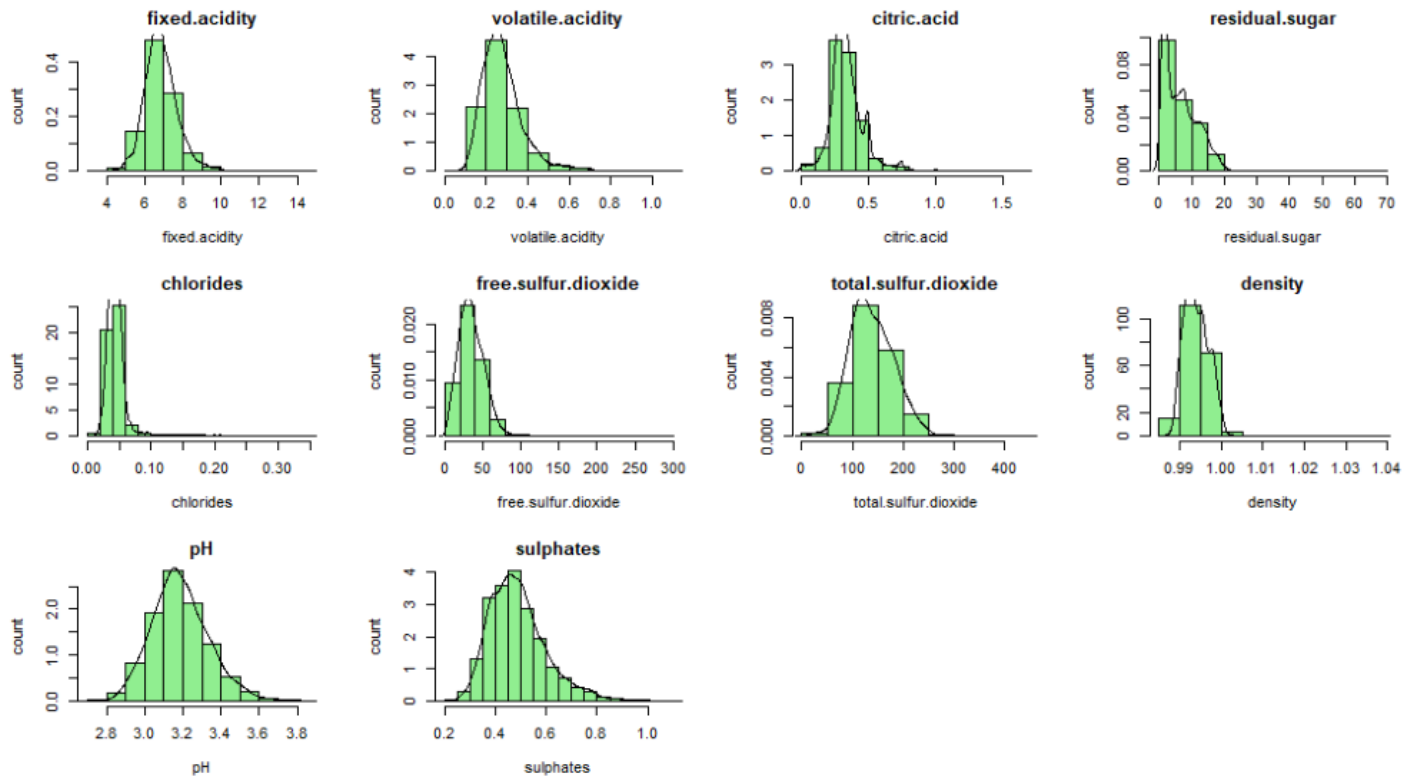 fixed.acidity
count
0.0 0.2 0.4
4 6 8 10 12 14
fixed.acidity
volatile.acidity
count
0 1 2 3 4
0.0 0.2 0.4 0.6 0.8 1.0
volatile.acidity
citric.acid
count
0 1 2 3
0.0 0.5 1.0 1.5
citric.acid
residual.sugar
count
0.00 0.04 0.08
0 10 20 30 40 50 60 70
residual.sugar
chlorides
count
0 5 10 20
0.00 0.10 0.20 0.30
chlorides
free.sulfur.dioxide
count
0.000 0.010 0.020
0 50 100 150 200 250 300
free.sulfur.dioxide
total.sulfur.dioxide
count
0.000 0.004 0.008
0 100 200 300 400
total.sulfur.dioxide
density
count
0 20 60 100
0.99 1.00 1.01 1.02 1.03 1.04
density
pH
count
0.0 1.0 2.0
2.8 3.0 3.2 3.4 3.6 3.8
pH
sulphates
count
0 1 2 3 4
0.2 0.4 0.6 0.8 1.0
sulphates